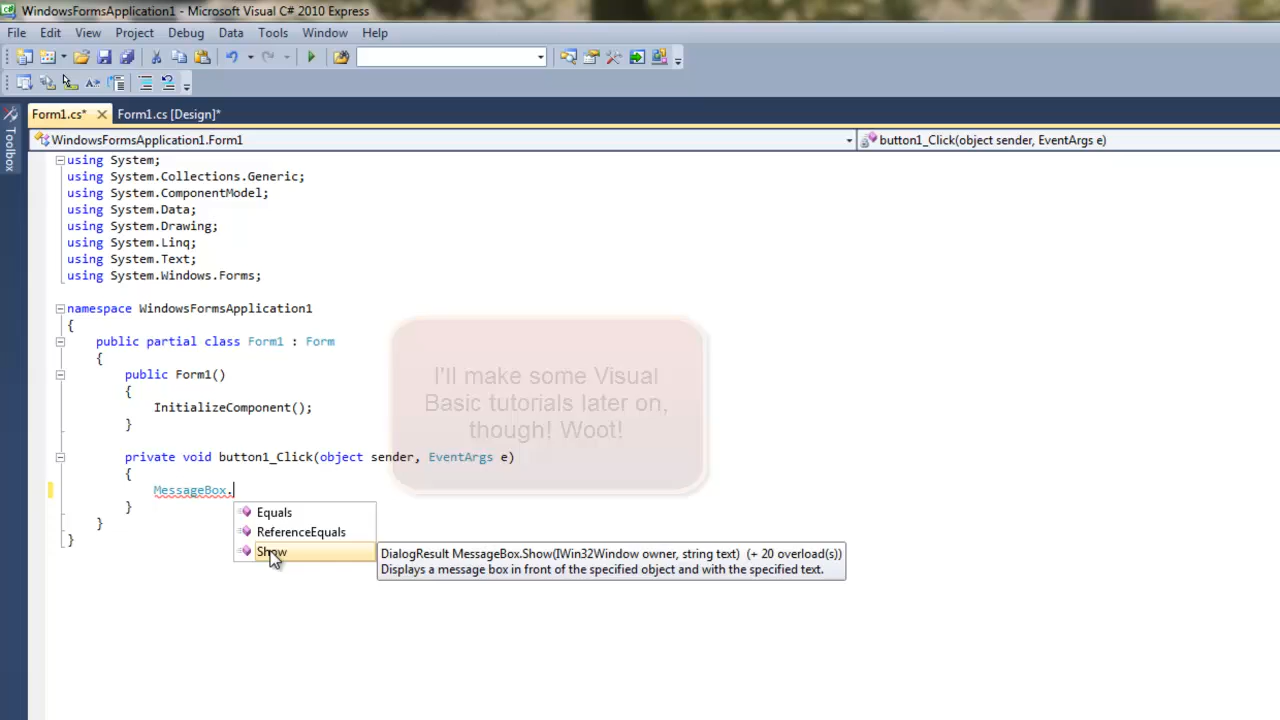 WindowsFormsApplication1 - Microsoft Visual C# 2010 Express
File Edit View Project Debug Data Tools Window Help
Form1.cs* Form1.cs [Design]*
Toolbox
WindowsFormsApplication1.Form1 button1_Click(object sender, EventArgs e)
using System;
using System.Collections.Generic;
using System.ComponentModel;
using System.Data;
using System.Drawing;
using System.Linq;
using System.Text;
using System.Windows.Forms;
namespace WindowsFormsApplication1
{
public partial class Form1 : Form
{
public Form1()
{
InitializeComponent();
}
private void button1_Click(object sender, EventArgs e)
{
MessageBox.
}
}
}
I'll make some Visual
Basic tutorials later on,
though! Woot!
Equals
ReferenceEquals
Show
DialogResult MessageBox.Show(IWin32Window owner, string text) (+ 20 overload(s))
Displays a message box in front of the specified object and with the specified text.